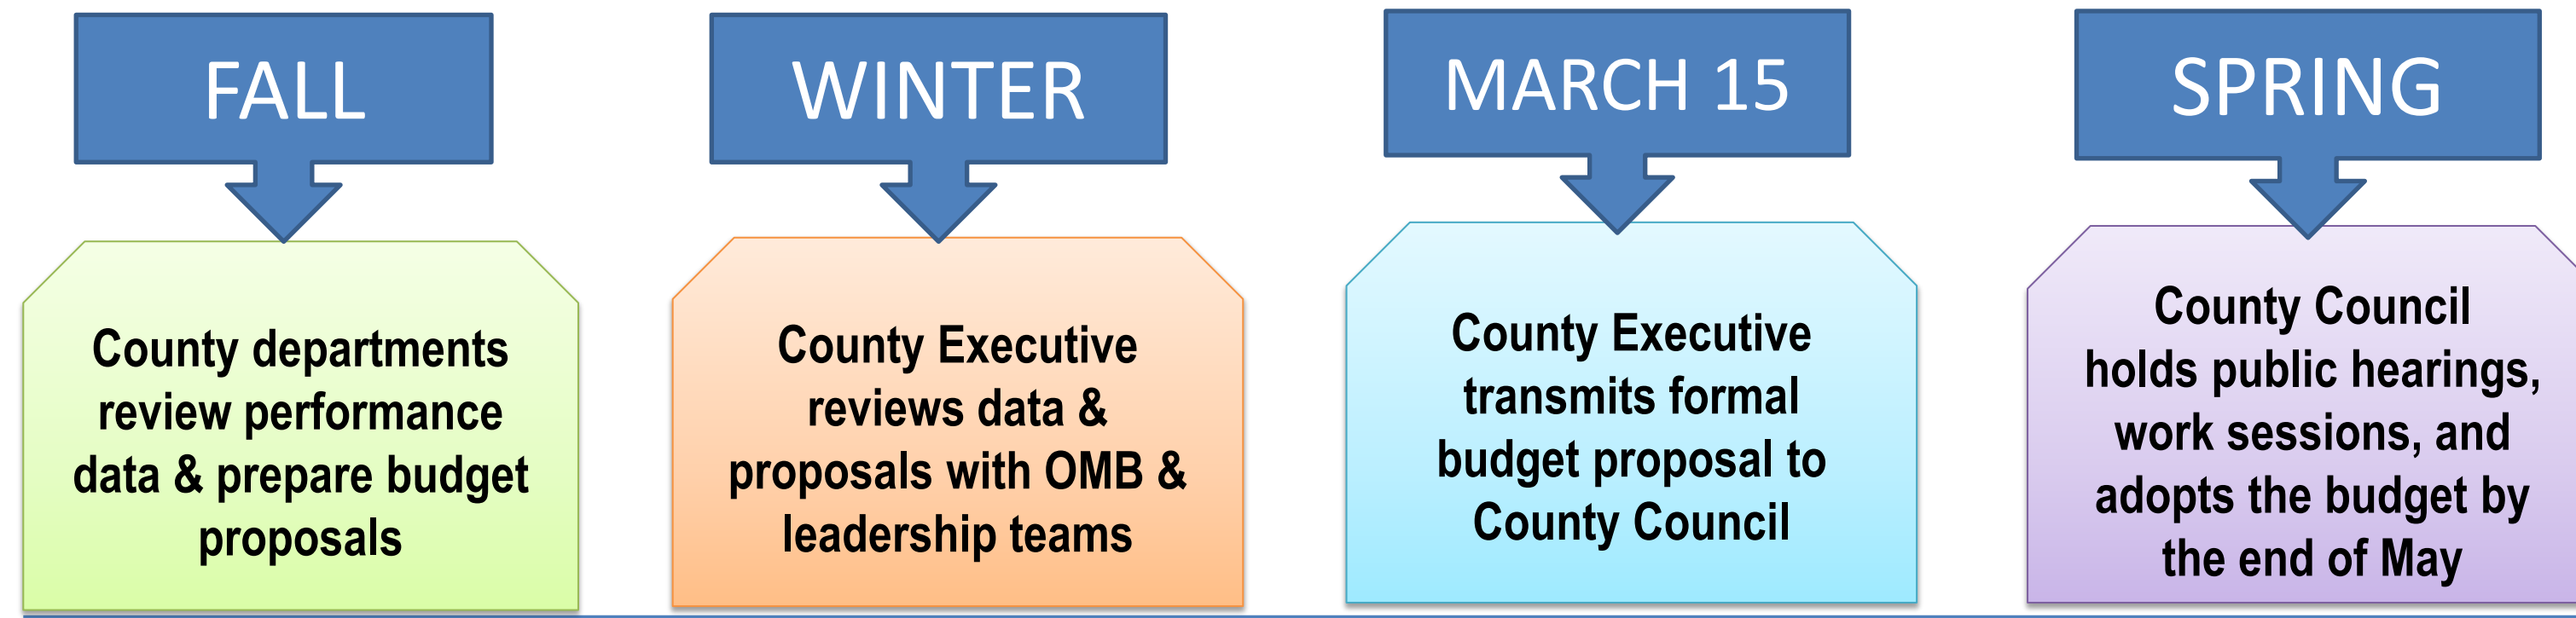 FALL
County departments
review performance
data & prepare budget
proposals
WINTER
County Executive
reviews data &
proposals with OMB &
leadership teams
MARCH 15
County Executive
transmits formal
budget proposal to
County Council
SPRING
County Council
holds public hearings,
work sessions, and
adopts the budget by
the end of May